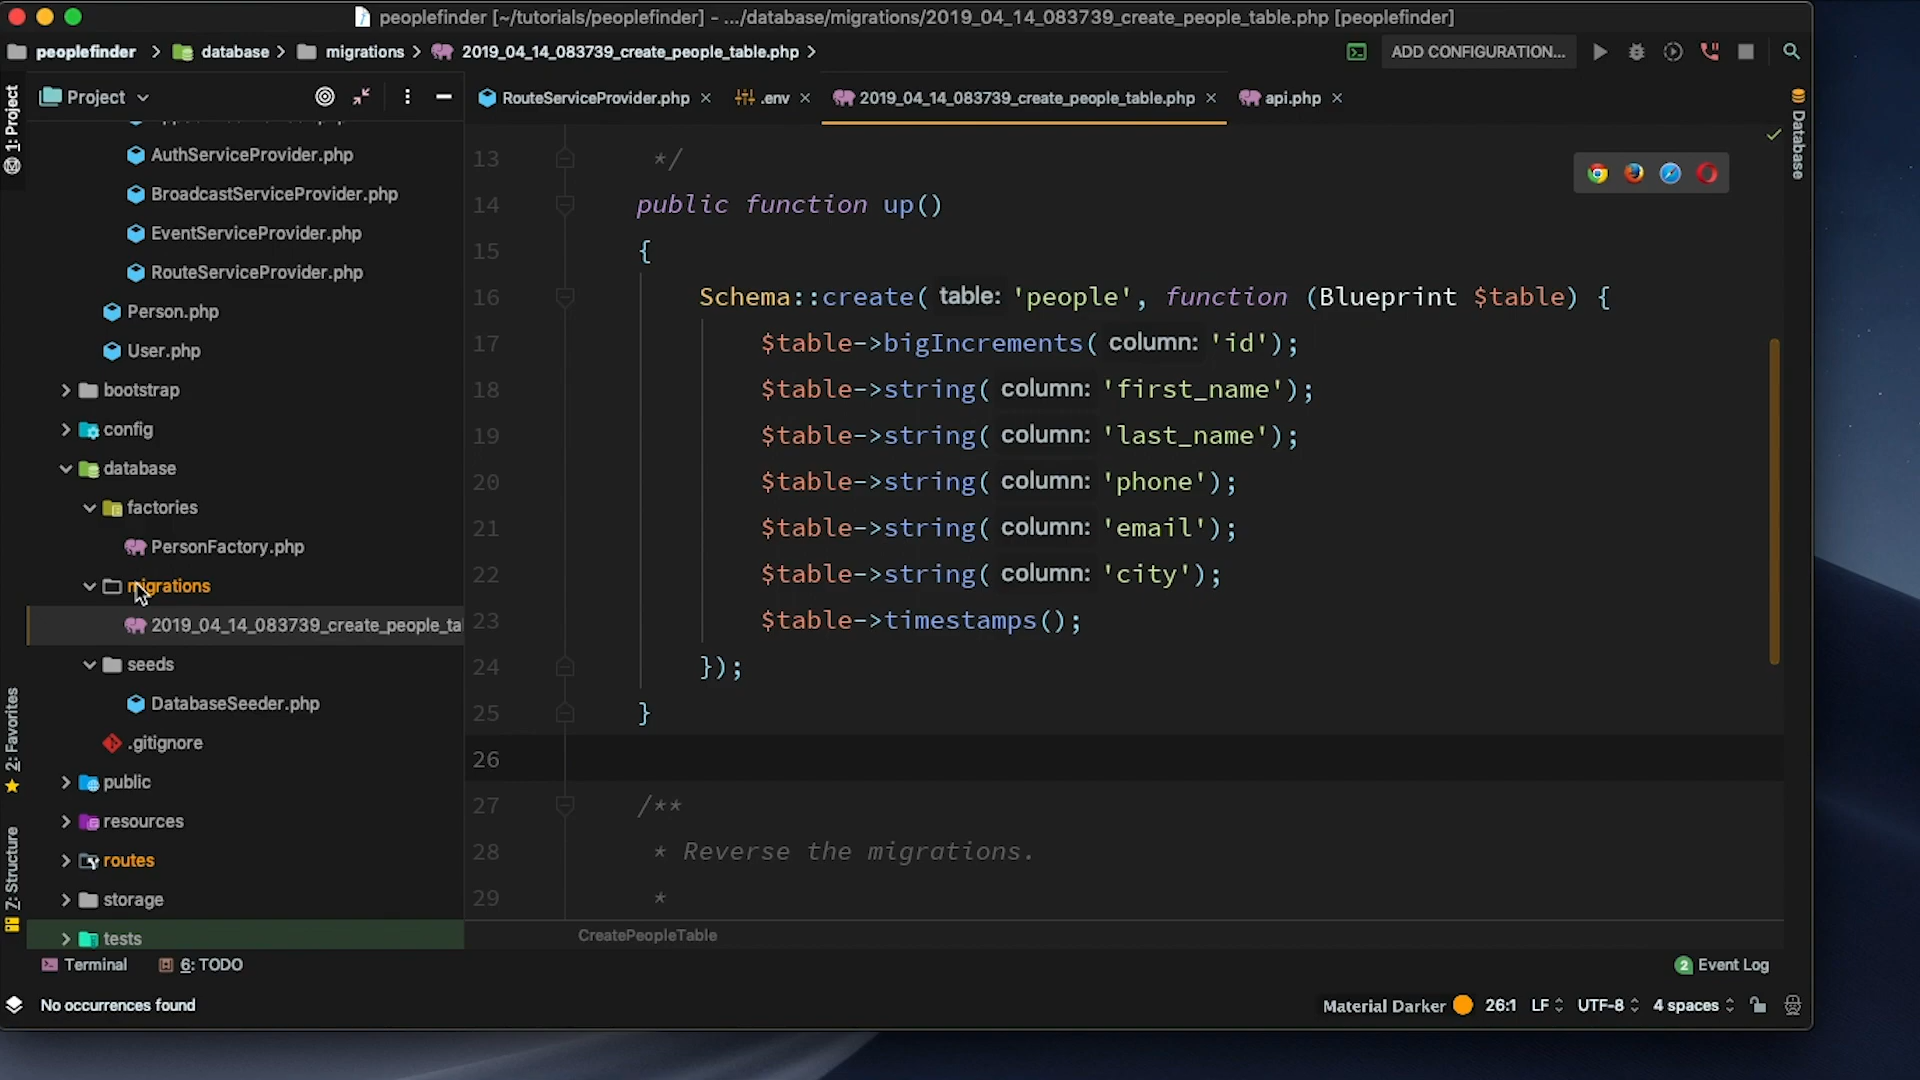 peoplefinder [~/tutorials/peoplefinder] - .../database/migrations/2019_04_14_083739_create_people_table.php [peoplefinder]
peoplefinder database migrations 2019_04_14_083739_create_people_table.php ADD CONFIGURATION...
1: Project
Project
RouteServiceProvider.php
.env
2019_04_14_083739_create_people_table.php
api.php
Database
AuthServiceProvider.php
BroadcastServiceProvider.php
EventServiceProvider.php
RouteServiceProvider.php
Person.php
User.php
bootstrap
config
database
factories
PersonFactory.php
migrations
2019_04_14_083739_create_people_ta
seeds
DatabaseSeeder.php
.gitignore
public
resources
routes
storage
tests
2: Favorites
7: Structure
13 */
14 public function up()
15 {
16 Schema::create( table: 'people', function (Blueprint $table) {
17 $table->bigIncrements( column: 'id');
18 $table->string( column: 'first_name');
19 $table->string( column: 'last_name');
20 $table->string( column: 'phone');
21 $table->string( column: 'email');
22 $table->string( column: 'city');
23 $table->timestamps();
24 });
25 }
26
27 /**
28 * Reverse the migrations.
29 *
CreatePeopleTable
Terminal 6: TODO 2 Event Log
No occurrences found Material Darker 26:1 LF UTF-8 4 spaces